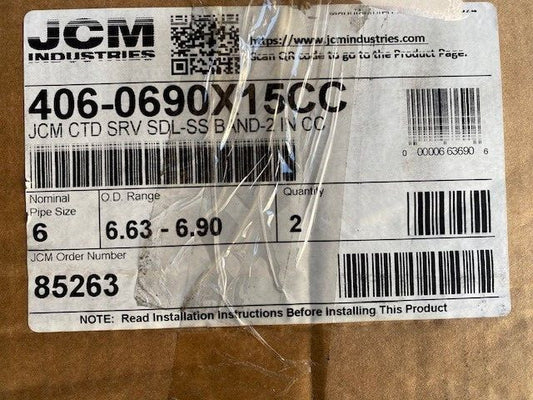 JCM
INDUSTRIES
https://www.jcmindustries.com
Scan QR code to go to the Product Page.
406-0690X15CC
JCM CTD SRV SDL-SS BAND-2 IN CC
0 00006 63690 6
Nominal Pipe Size
6
O.D. Range
6.63 - 6.90
Quantity
2
JCM Order Number
85263
NOTE: Read Installation Instructions Before Installing This Product